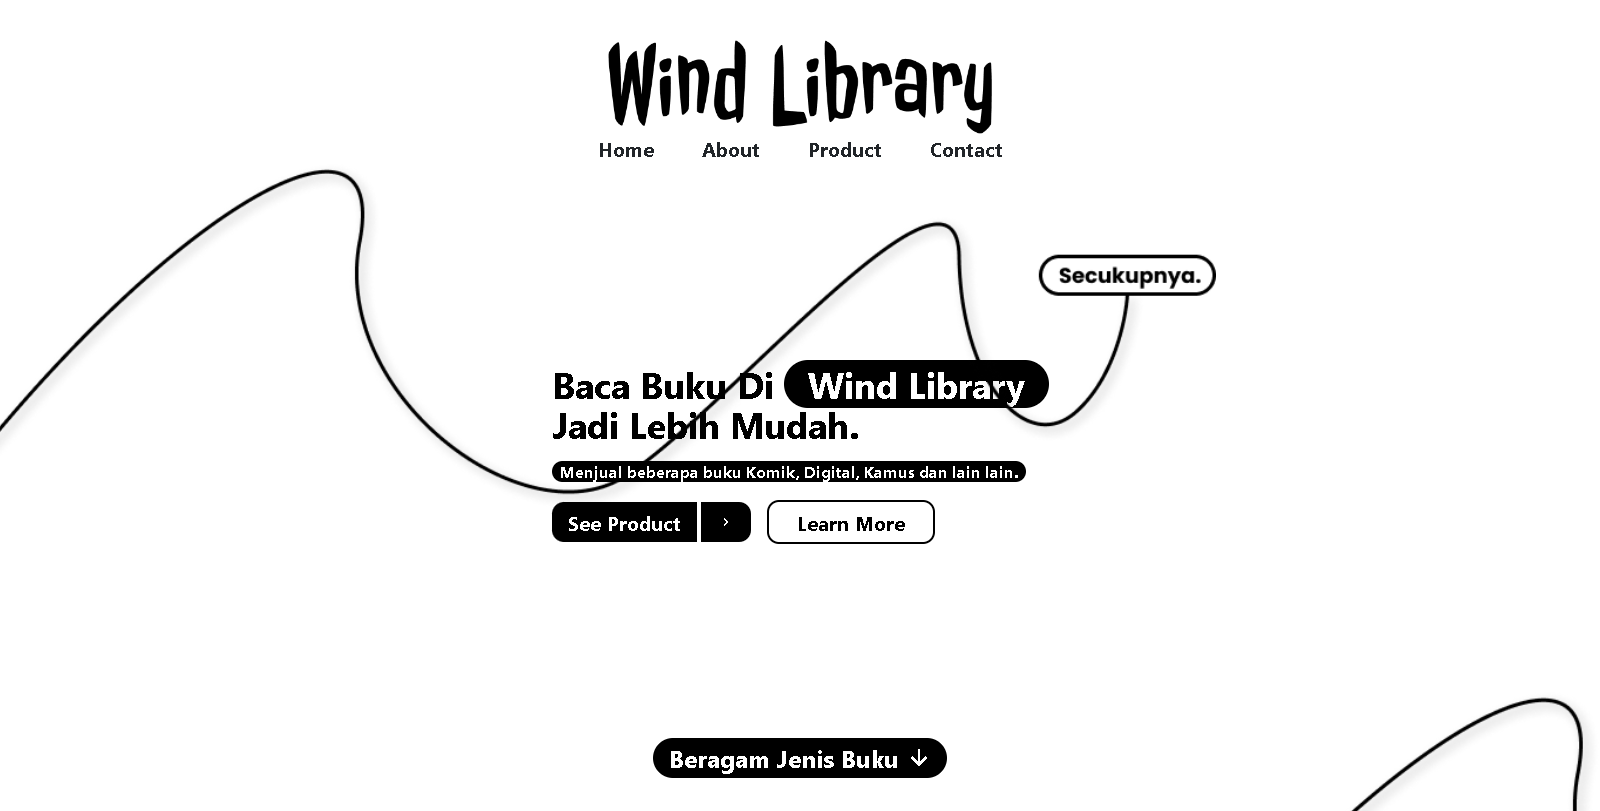 Wind Library
Home About Product Contact
Secukupnya.
Baca Buku Di Wind Library
Jadi Lebih Mudah.
Menjual beberapa buku Komik, Digital, Kamus dan lain lain.
See Product › Learn More
Beragam Jenis Buku ↓